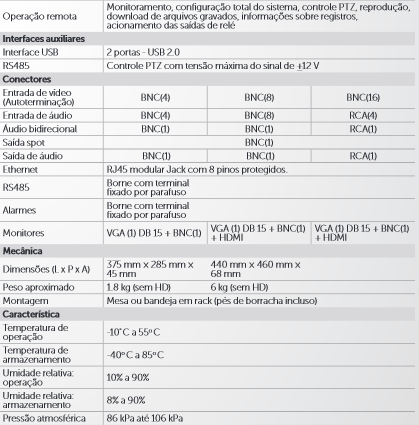 Operação remota
Monitoramento, configuração total do sistema, controle PTZ, reprodução,
download de arquivos gravados, informações sobre registros,
acionamento das saídas de relé
Interfaces auxiliares
Interface USB 2 portas - USB 2.0
RS485 Controle PTZ com tensão máxima do sinal de ±12 V
Conectores
Entrada de vídeo
(Autoterminação) BNC(4) BNC(8) BNC(16)
Entrada de áudio BNC(4) BNC(8) RCA(4)
Áudio bidirecional BNC(1) BNC(1) RCA(1)
Saída spot BNC(1)
Saída de áudio BNC(1) BNC(1) RCA(1)
Ethernet RJ45 modular Jack com 8 pinos protegidos.
RS485 Borne com terminal
fixado por parafuso
Alarmes Borne com terminal
fixado por parafuso
Monitores VGA (1) DB 15 + BNC(1) VGA (1) DB 15 + BNC(1)
+ HDMI VGA (1) DB 15 + BNC(1)
+ HDMI
Mecânica
Dimensões (L x P x A) 375 mm x 285 mm x
45 mm 440 mm x 460 mm x
68 mm
Peso aproximado 1.8 kg (sem HD) 6 kg (sem HD)
Montagem Mesa ou bandeja em rack (pés de borracha incluso)
Característica
Temperatura de
operação -10°C a 55ºC
Temperatura de
armazenamento -40ºC a 85ºC
Umidade relativa:
operação 10% a 90%
Umidade relativa:
armazenamento 8% a 90%
Pressão atmosférica 86 kPa até 106 kPa